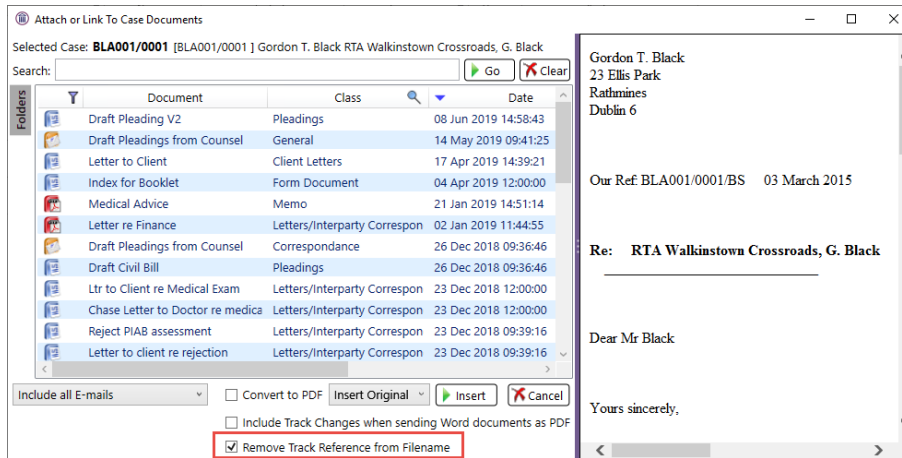 Attach or Link To Case Documents
Selected Case: BLA001/0001 [BLA001/0001 ] Gordon T. Black RTA Walkinstown Crossroads, G. Black
Search:
Go
Clear
Folders
Document Class Date
Draft Pleading V2 Pleadings 08 Jun 2019 14:58:43
Draft Pleadings from Counsel General 14 May 2019 09:41:25
Letter to Client Client Letters 17 Apr 2019 14:39:21
Index for Booklet Form Document 04 Apr 2019 12:00:00
Medical Advice Memo 21 Jan 2019 14:51:14
Letter re Finance Letters/Interparty Correspon 02 Jan 2019 11:44:55
Draft Pleadings from Counsel Correspondance 26 Dec 2018 09:36:46
Draft Civil Bill Pleadings 26 Dec 2018 09:36:46
Ltr to Client re Medical Exam Letters/Interparty Correspon 23 Dec 2018 12:00:00
Chase Letter to Doctor re medica Letters/Interparty Correspon 23 Dec 2018 12:00:00
Reject PIAB assessment Letters/Interparty Correspon 23 Dec 2018 09:39:16
Letter to client re rejection Letters/Interparty Correspon 23 Dec 2018 09:39:16
Include all E-mails Convert to PDF Insert Original Insert Cancel
Include Track Changes when sending Word documents as PDF
Remove Track Reference from Filename
Gordon T. Black
23 Ellis Park
Rathmines
Dublin 6
Our Ref: BLA001/0001/BS 03 March 2015
Re: RTA Walkinstown Crossroads, G. Black
Dear Mr Black
Yours sincerely,